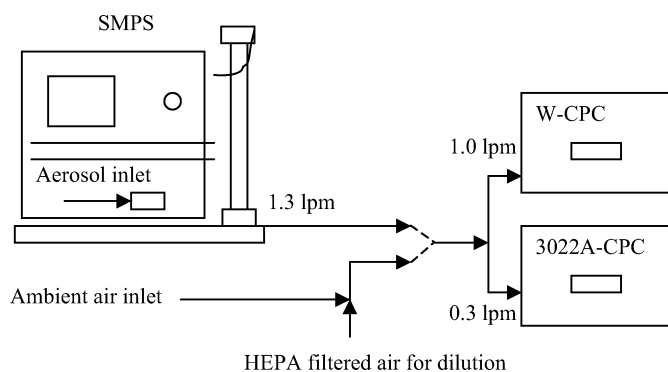 SMPS
W-CPC
1.0 lpm
Aerosol inlet
1.3 lpm
3022A-CPC
Ambient air inlet
0.3 lpm
HEPA filtered air for dilution